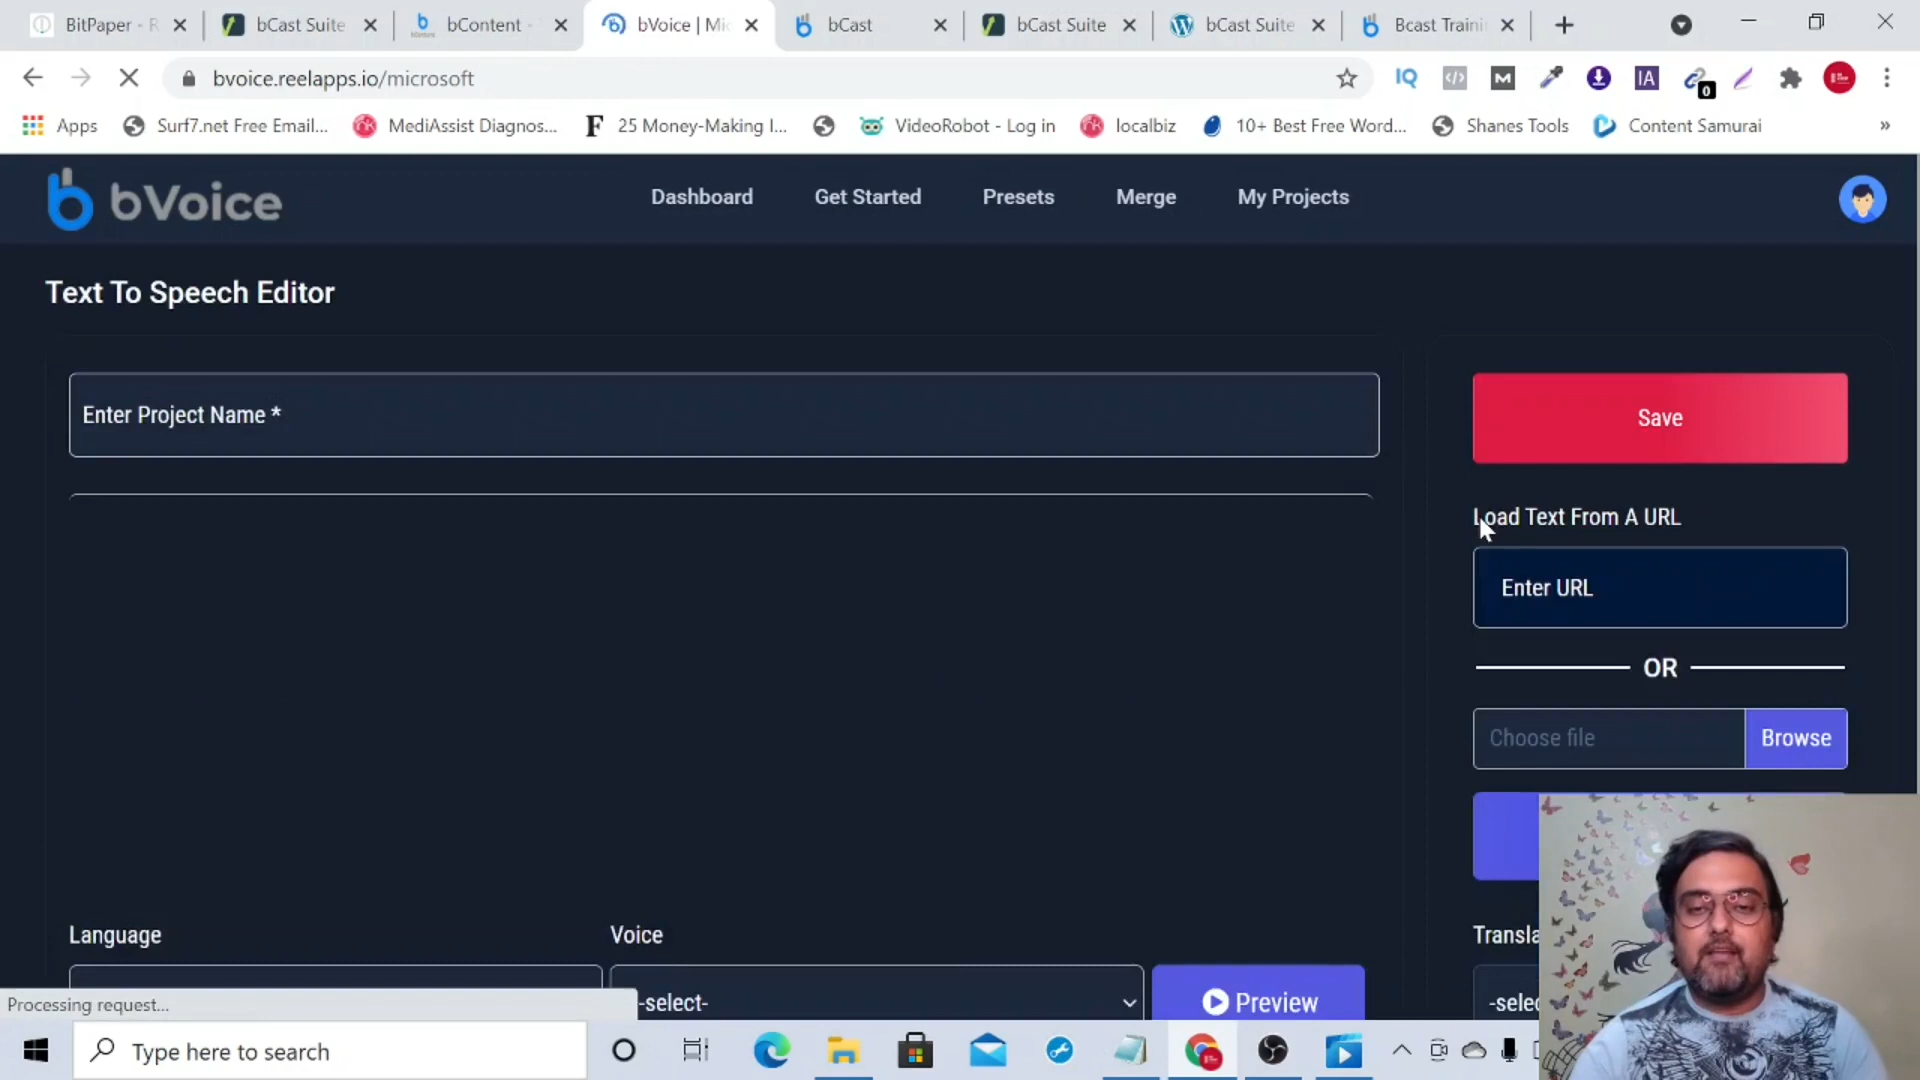 BitPaper - R
bCast Suite
bContent -
bVoice | Mi
bCast
bCast Suite
bCast Suite
Bcast Traini
bvoice.reelapps.io/microsoft
IQ
M
IA
0
Apps
Surf7.net Free Email...
MediAssist Diagnos...
F 25 Money-Making I...
VideoRobot - Log in
localbiz
10+ Best Free Word...
Shanes Tools
Content Samurai
»
bVoice
Dashboard
Get Started
Presets
Merge
My Projects
Text To Speech Editor
Enter Project Name *
Save
Load Text From A URL
Enter URL
OR
Choose file
Browse
Language
Voice
Transla
-select-
Preview
-selec
Processing request...
Type here to search